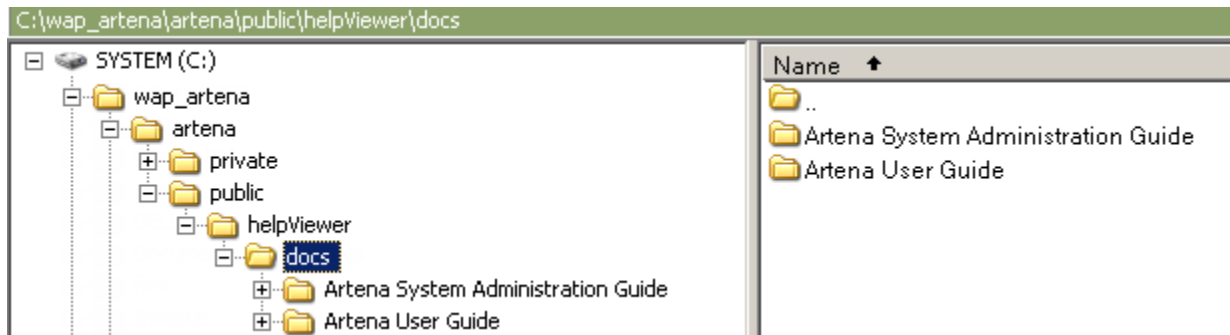 C:\wap_artena\artena\public\helpViewer\docs
SYSTEM (C:)
wap_artena
artena
private
public
helpViewer
docs
Artena System Administration Guide
Artena User Guide
Name
..
Artena System Administration Guide
Artena User Guide